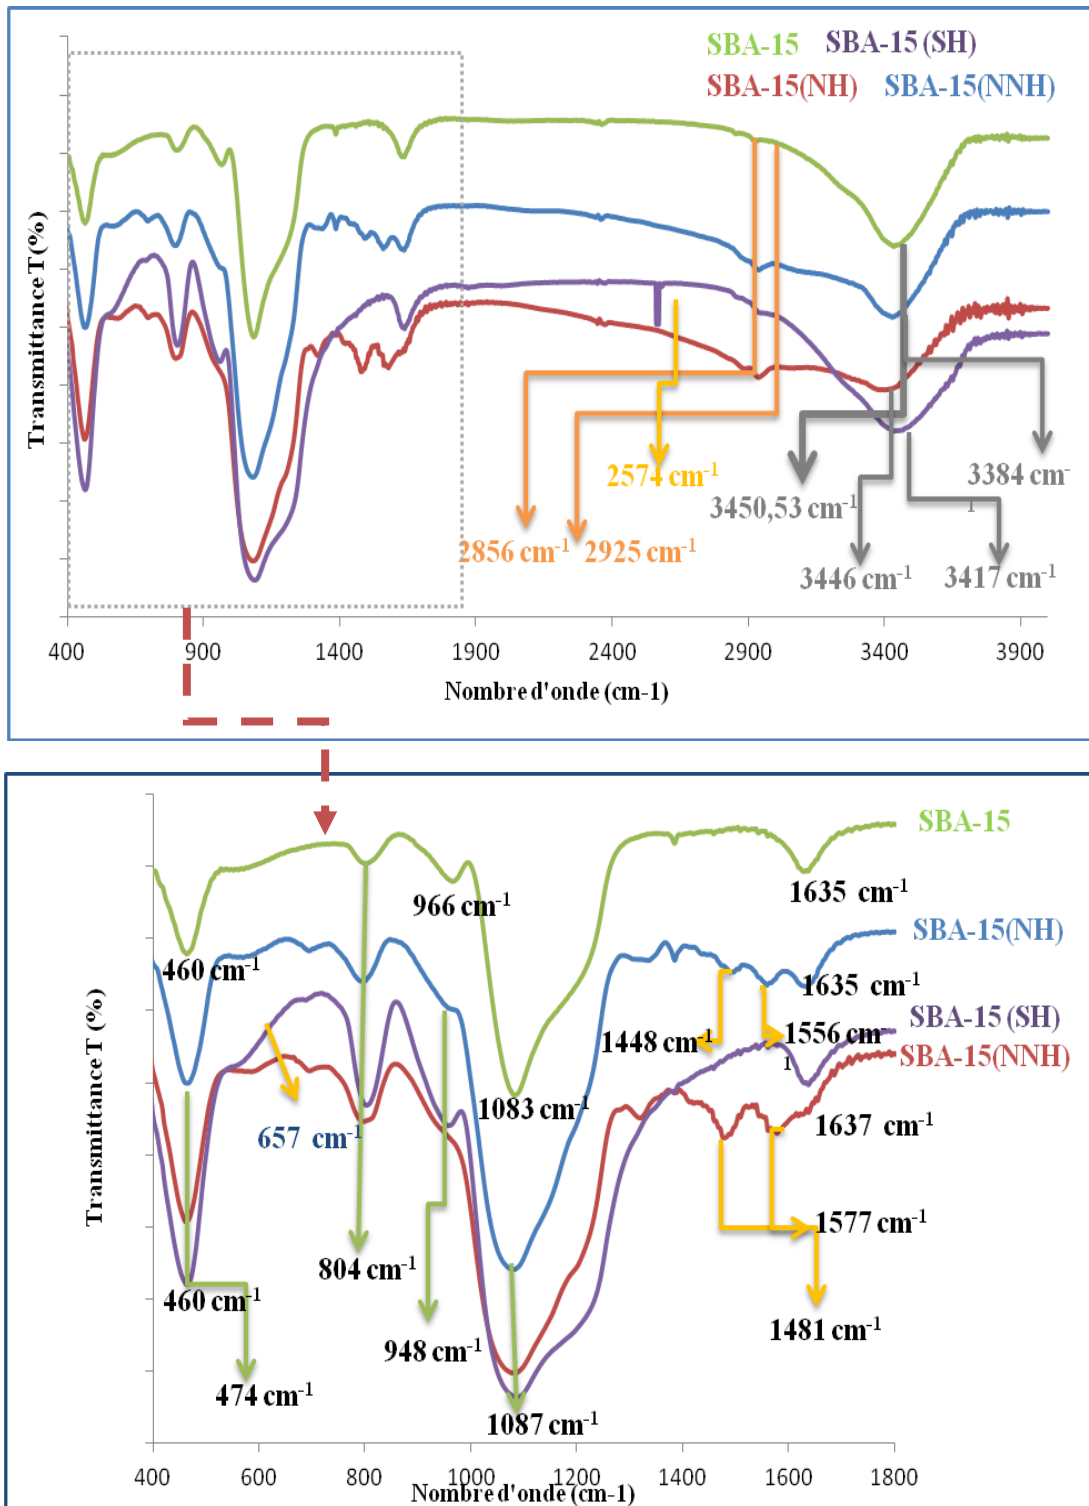 SBA-15 SBA-15 (SH)
SBA-15(NH) SBA-15(NNH)
Transmittance T (%)
2574 cm-1
3450,53 cm-1
3384 cm-
1
2856 cm-1
2925 cm-1
3446 cm-1
3417 cm-1
400 900 1400 1900 2400 2900 3400 3900
Nombre d'onde (cm-1)
SBA-15
966 cm-1
1635 cm-1
SBA-15(NH)
460 cm-1
1635 cm-1
SBA-15 (SH)
1448 cm-1
1556 cm-
1
SBA-15(NNH)
1083 cm-1
657 cm-1
1637 cm-1
Transmittance T (%)
1577 cm-1
804 cm-1
460 cm-1
1481 cm-1
948 cm-1
474 cm-1
1087 cm-1
400 600 800 1000 1200 1400 1600 1800
Nombre d'onde (cm-1)